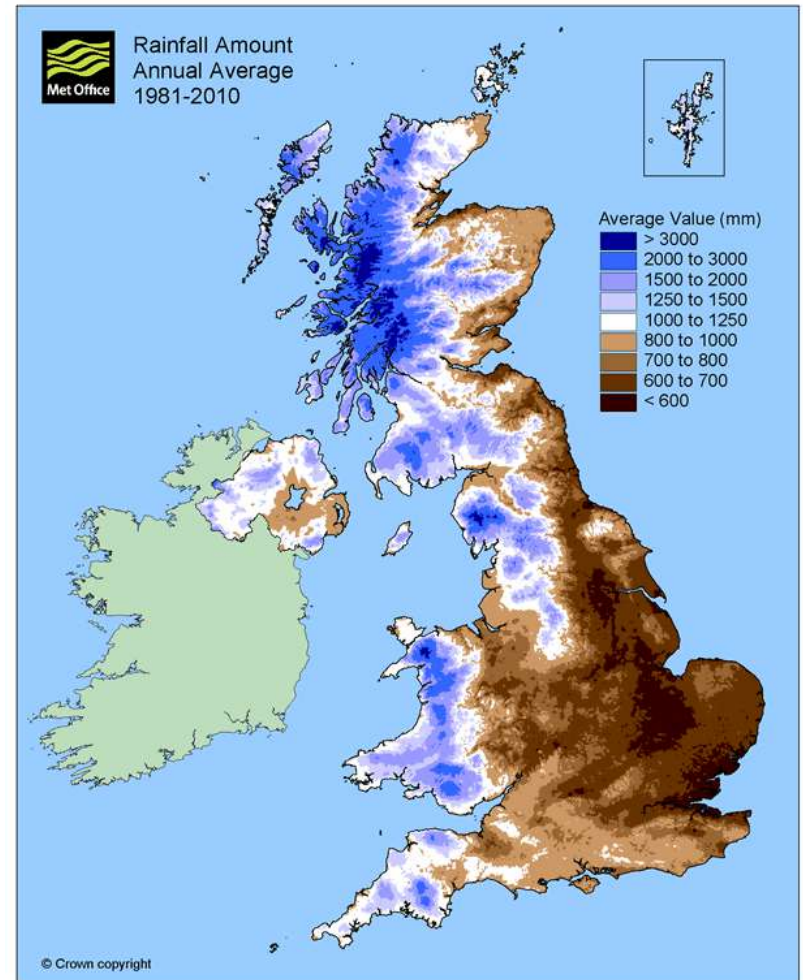 Met Office
Rainfall Amount
Annual Average
1981-2010
Average Value (mm)
> 3000
2000 to 3000
1500 to 2000
1250 to 1500
1000 to 1250
800 to 1000
700 to 800
600 to 700
< 600
© Crown copyright